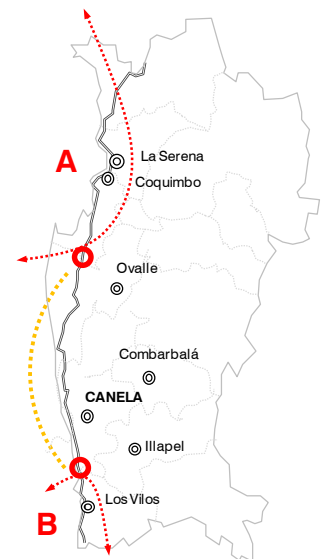 A
La Serena
Coquimbo
Ovalle
Combarbalá
CANELA
Illapel
Los Vilos
B